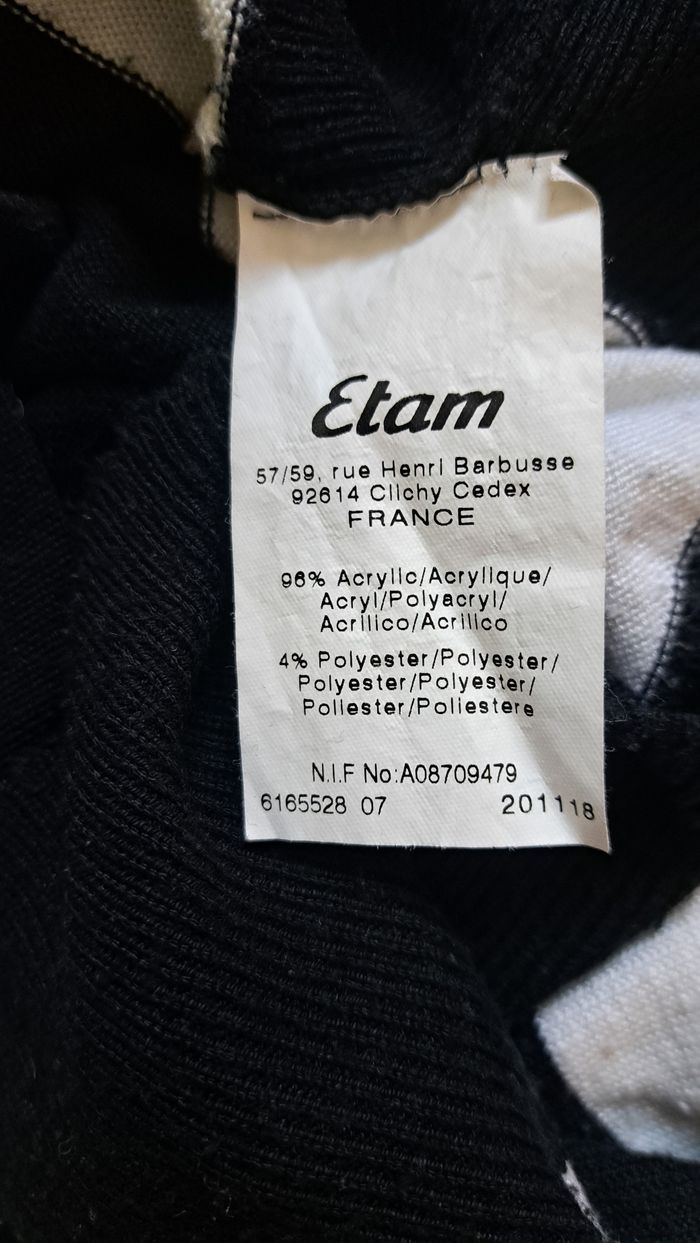 Etam
57/59, rue Henri Barbusse
92614 Clichy Cedex
FRANCE
96% Acrylic/Acrylique/
Acryl/Polyacryl/
Acrilico/Acrilico
4% Polyester/Polyester/
Polyester/Polyester/
Poliester/Poliestere
N.I.F No:A08709479
6165528 07 201118